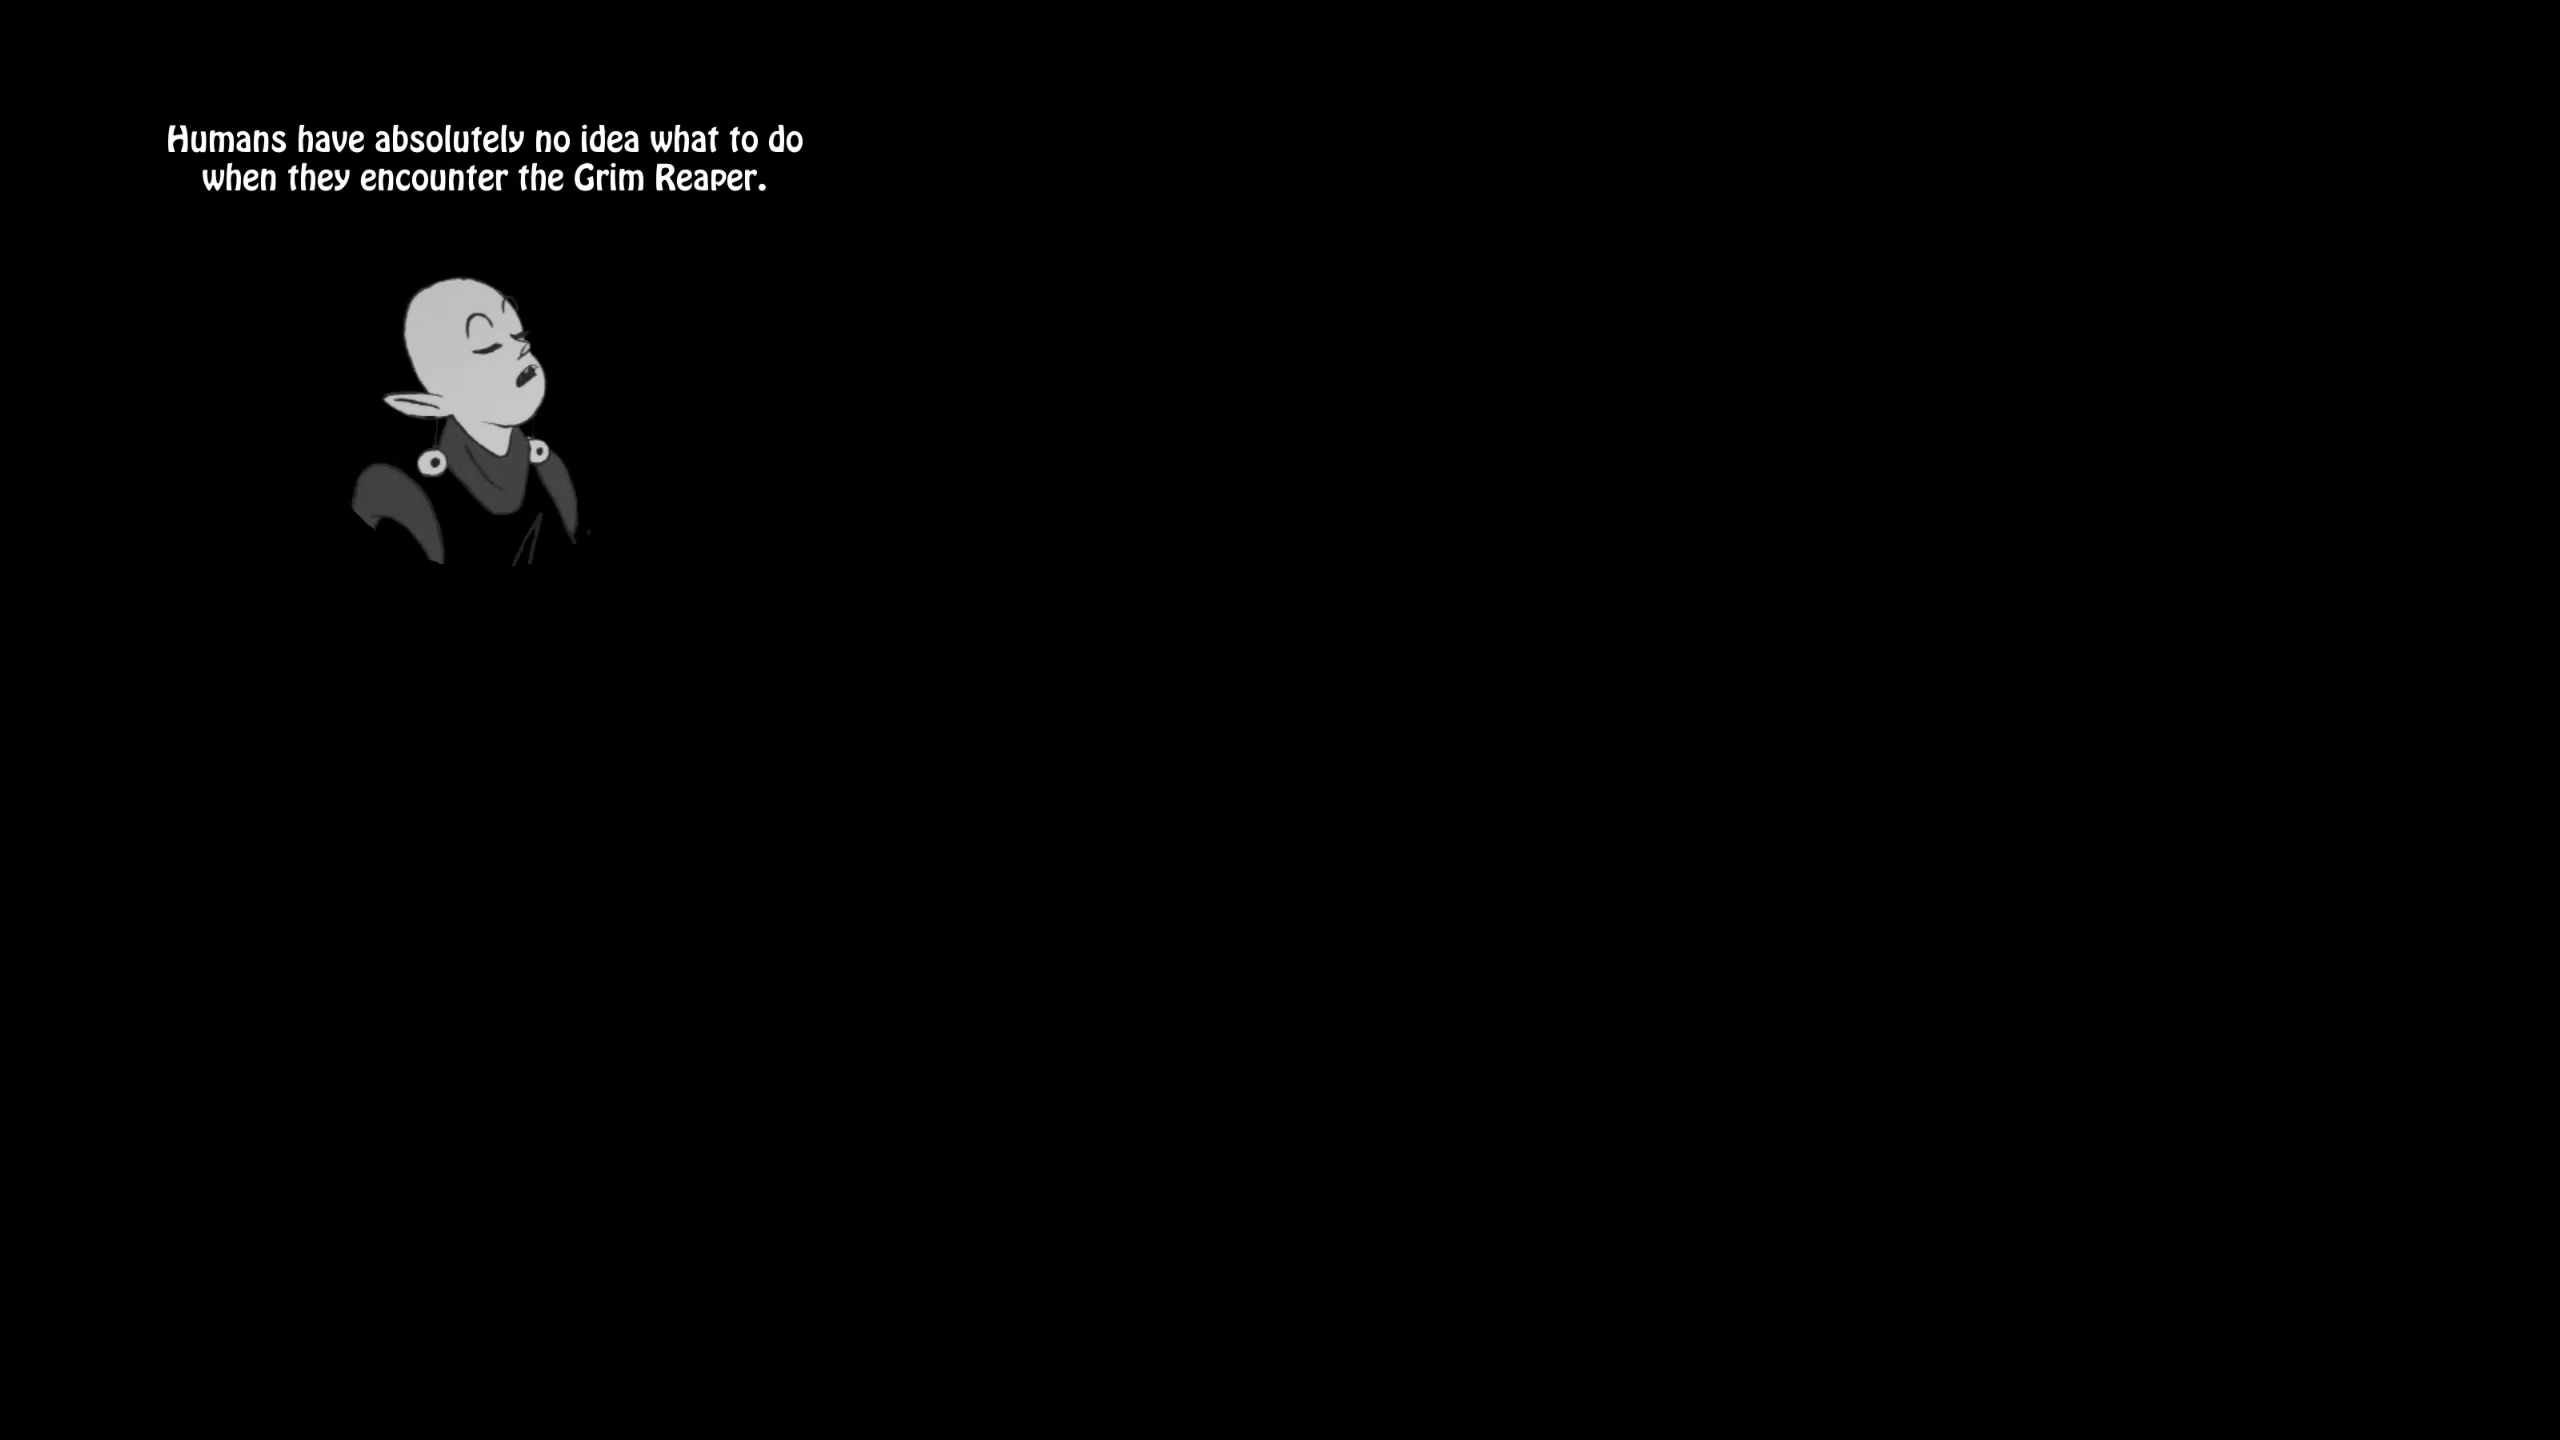 Humans have absolutely no idea what to do
when they encounter the Grim Reaper.